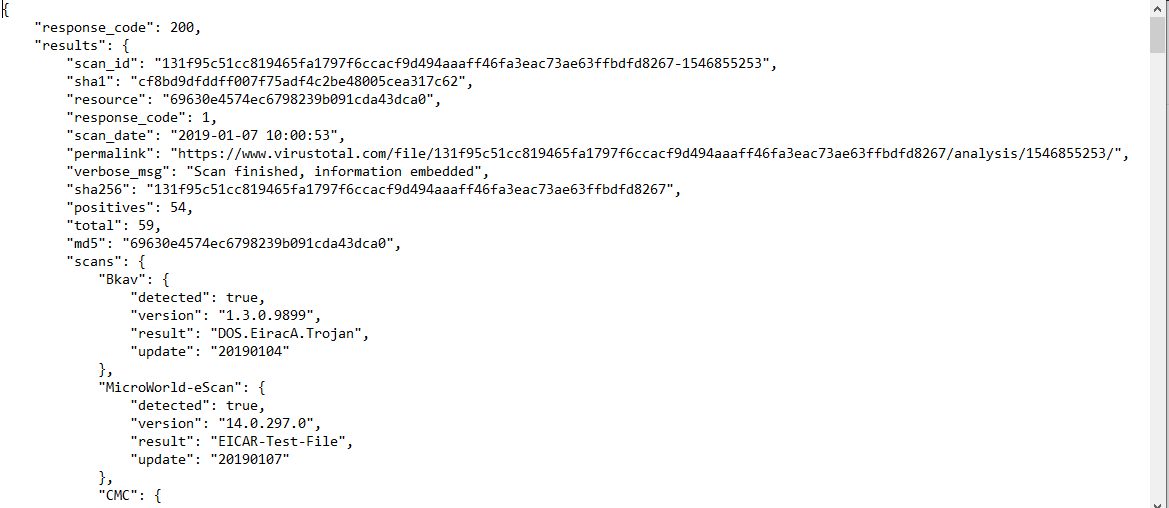 {
"response_code": 200,
"results": {
"scan_id": "131f95c51cc819465fa1797f6ccacf9d494aaaff46fa3eac73ae63ffbdfd8267-1546855253",
"sha1": "cf8bd9dfddff007f75adf4c2be48005cea317c62",
"resource": "69630e4574ec6798239b091cda43dca0",
"response_code": 1,
"scan_date": "2019-01-07 10:00:53",
"permalink": "https://www.virustotal.com/file/131f95c51cc819465fa1797f6ccacf9d494aaaff46fa3eac73ae63ffbdfd8267/analysis/1546855253/",
"verbose_msg": "Scan finished, information embedded",
"sha256": "131f95c51cc819465fa1797f6ccacf9d494aaaff46fa3eac73ae63ffbdfd8267",
"positives": 54,
"total": 59,
"md5": "69630e4574ec6798239b091cda43dca0",
"scans": {
"Bkav": {
"detected": true,
"version": "1.3.0.9899",
"result": "DOS.EiracA.Trojan",
"update": "20190104"
},
"MicroWorld-eScan": {
"detected": true,
"version": "14.0.297.0",
"result": "EICAR-Test-File",
"update": "20190107"
},
"CMC": {